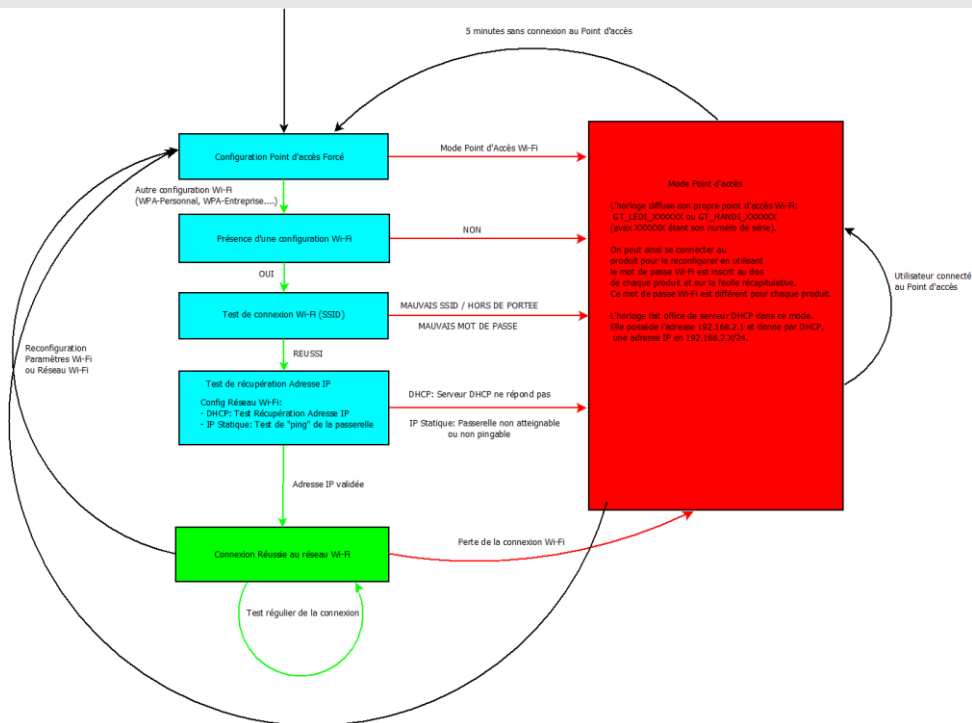 5 minutes sans connexion au Point d'accès
Configuration Point d'accès Forcé
Mode Point d'Accès Wi-Fi
Autre configuration Wi-Fi
(WPA-Personnal, WPA-Entreprise....)
Présence d'une configuration Wi-Fi
NON
OUI
Test de connexion Wi-Fi (SSID)
MAUVAIS SSID / HORS DE PORTEE
MAUVAIS MOT DE PASSE
REUSSI
Reconfiguration
Paramètres Wi-Fi
ou Réseau Wi-Fi
Test de récupération Adresse IP
Config Réseau Wi-Fi:
- DHCP: Test Récupération Adresse IP
- IP Statique: Test de "ping" de la passerelle
DHCP: Serveur DHCP ne répond pas
IP Statique: Passerelle non atteignable
ou non pingable
Adresse IP validée
Connexion Réussie au réseau Wi-Fi
Perte de la connexion Wi-Fi
Test régulier de la connexion
Mode Point d'accès
L'horloge diffuse son propre point d'accès Wi-Fi:
GT_LEDI_XXXXXX ou GT_HANDI_XXXXXX
(avex XXXXXX étant son numéro de série).
On peut ainsi se connecter au
produit pour le reconfigurer en utilisant
le mot de passe Wi-Fi est inscrit au dos
de chaque produit et sur la feuille récapitulative.
Ce mot de passe Wi-Fi est différent pour chaque produit.
L'horloge fait office de serveur DHCP dans ce mode.
Elle possède l'adresse 192.168.2.1 et donne par DHCP,
une adresse IP en 192.168.2.X/24.
Utilisateur connecté
au Point d'accès